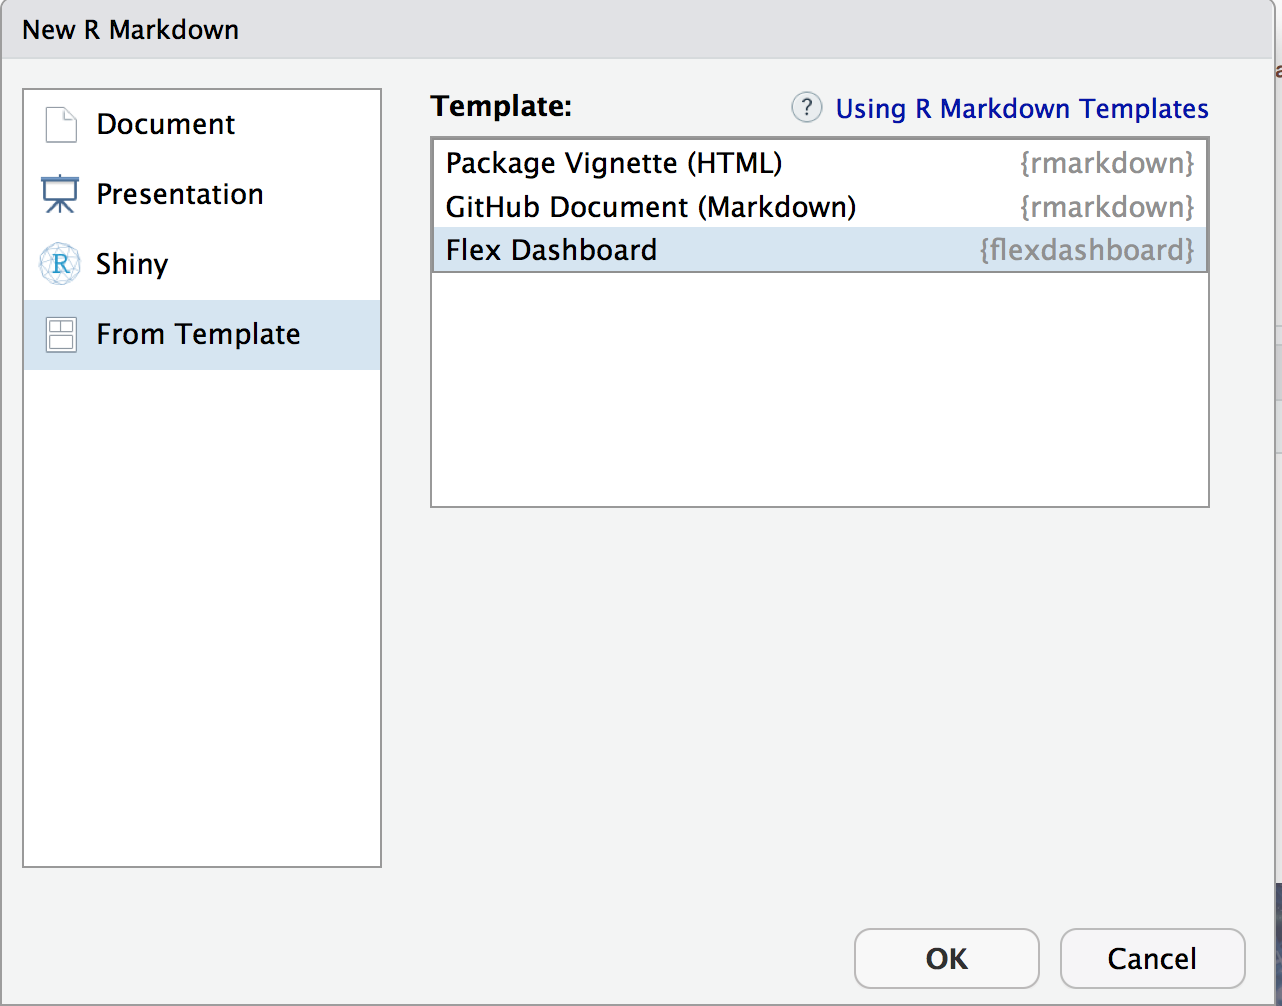 New R Markdown
Document
Presentation
R Shiny
From Template
Template:
? Using R Markdown Templates
Package Vignette (HTML) {rmarkdown}
GitHub Document (Markdown) {rmarkdown}
Flex Dashboard {flexdashboard}
OK Cancel